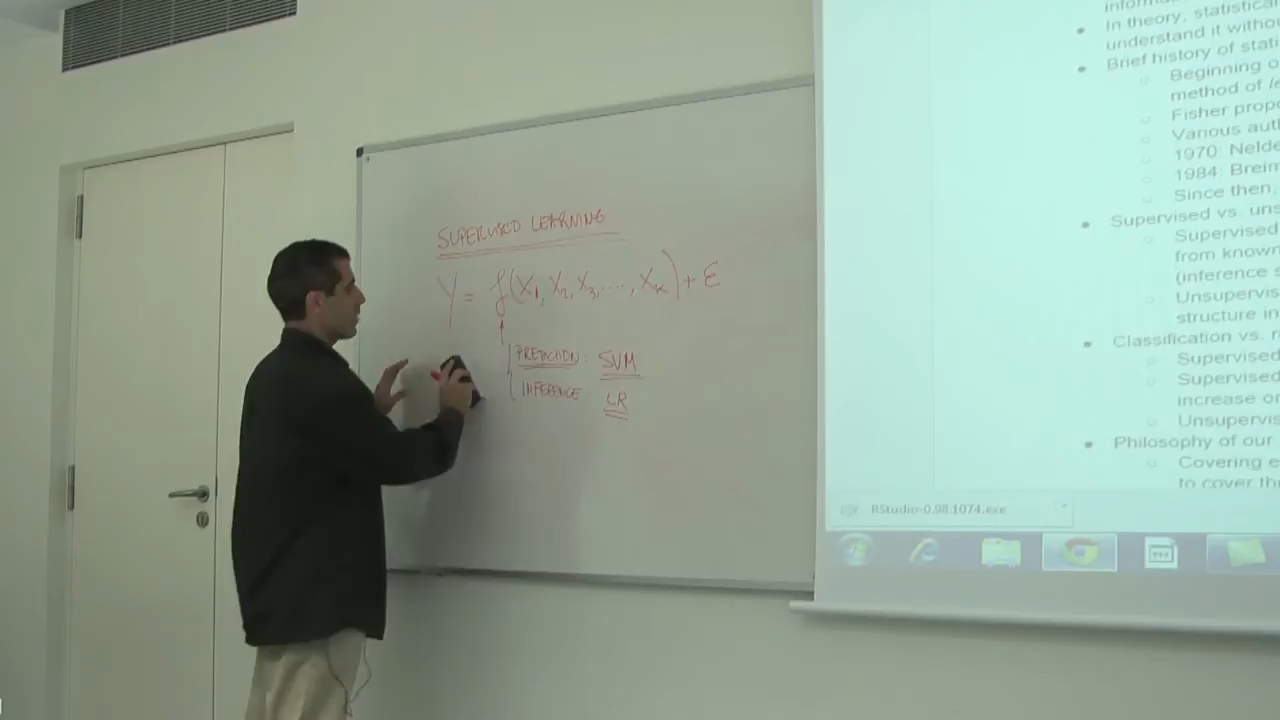 SUPERVISED LEARNING
Y = f(X1, X2, X3, ...., XK) + ε
PREDICTION: SVM
INFERENCE: LR
In theory, statistical
understand it withou
Brief history of stati
Beginning o
method of le
Fisher propo
Various auth
1970: Nelde
1984: Breim
Since then,
Supervised vs. uns
Supervised
from known
(inference s
Unsupervis
structure in
Classification vs. r
Supervised
Supervised
increase or
Unsupervis
Philosophy of our
Covering e
to cover the
RStudio-0.98.1074.exe